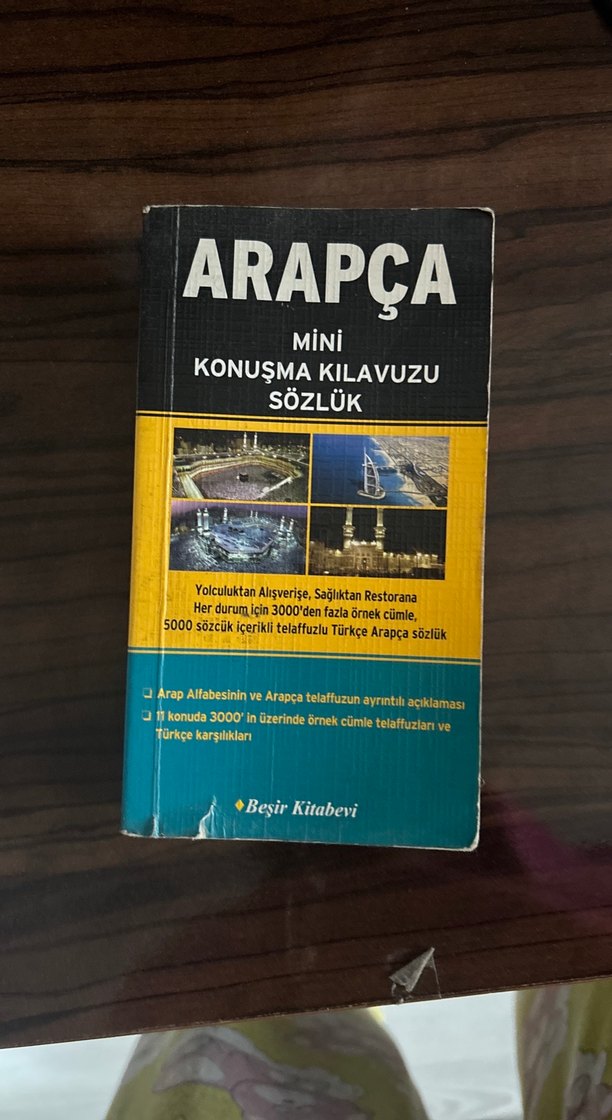 ARAPÇA
MİNİ
KONUŞMA KILAVUZU
SÖZLÜK
Yolculuktan Alışverişe, Sağlıktan Restorana
Her durum için 3000'den fazla örnek cümle,
5000 sözcük içerikli telaffuzlu Türkçe Arapça sözlük
Arap Alfabesinin ve Arapça telaffuzun ayrıntılı açıklaması
11 konuda 3000' in üzerinde örnek cümle telaffuzları ve
Türkçe karşılıkları
Beşir Kitabevi